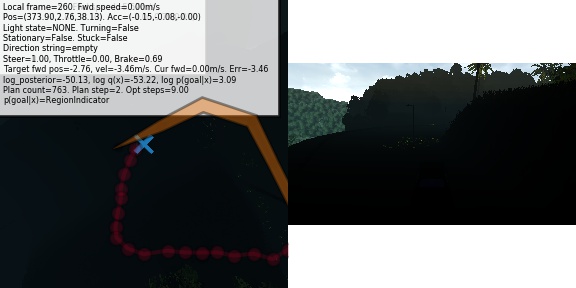 Local frame=260. Fwd speed=0.00m/s
Pos=(373.90,2.76,38.13). Acc=(-0.15,-0.08,-0.00)
Light state=NONE. Turning=False
Stationary=False. Stuck=False
Direction string=empty
Steer=1.00, Throttle=0.00, Brake=0.69
Target fwd pos=-2.76, vel=-3.46m/s. Cur fwd=0.00m/s. Err=-3.46
log_posterior=-50.13, log q(x)=-53.22, log p(goal|x)=3.09
Plan count=763. Plan step=2. Opt steps=9.00
p(goal|x)=RegionIndicator